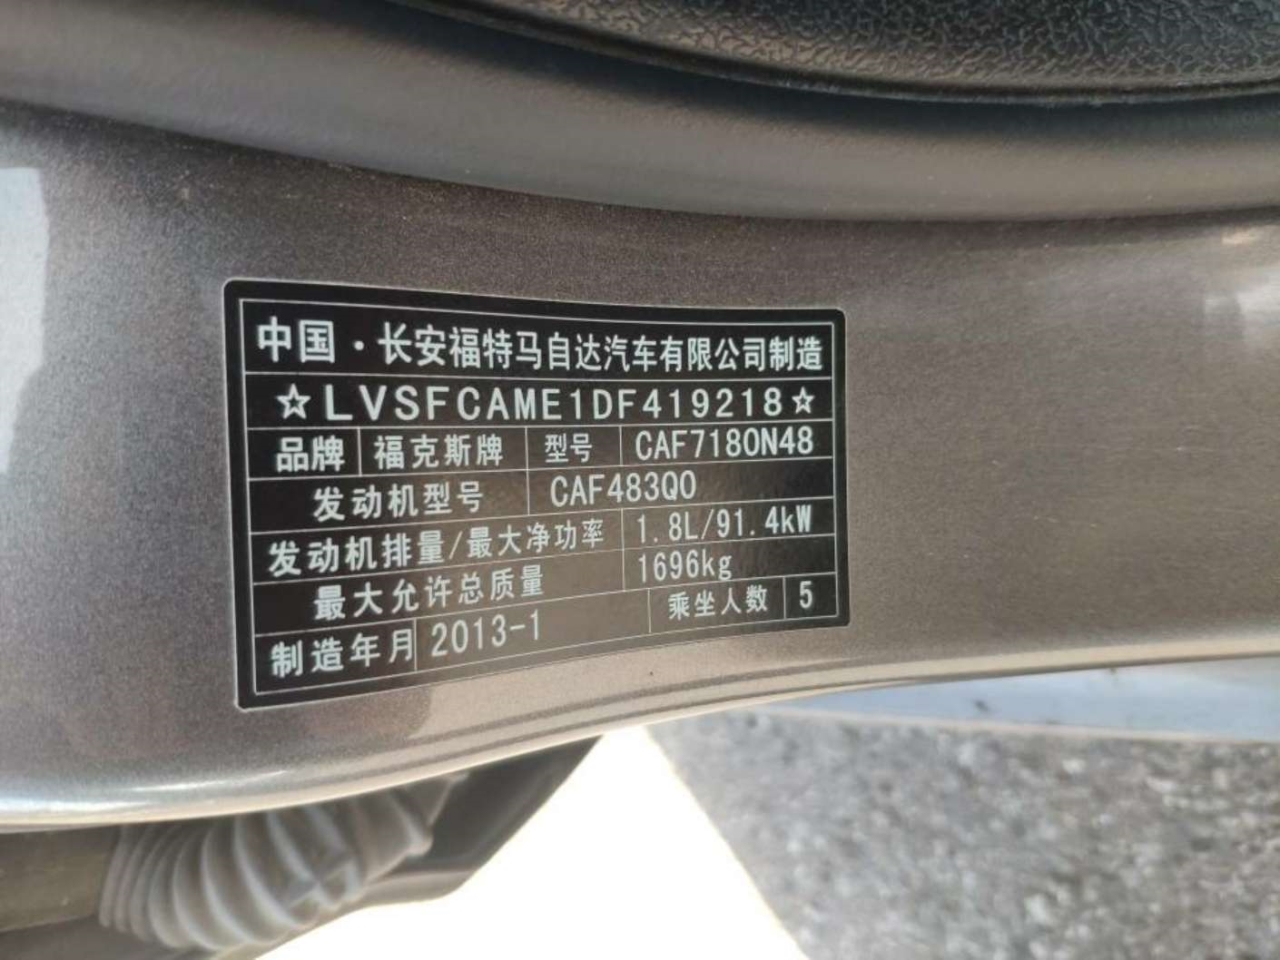 中国·长安福特马自达汽车有限公司制造
☆LVSFCAME1DF419218☆
品牌 福克斯牌 型号 CAF7180N48
发动机型号 CAF483Q0
发动机排量/最大净功率 1.8L/91.4kW
最大允许总质量 1696kg
制造年月 2013-1 乘坐人数 5